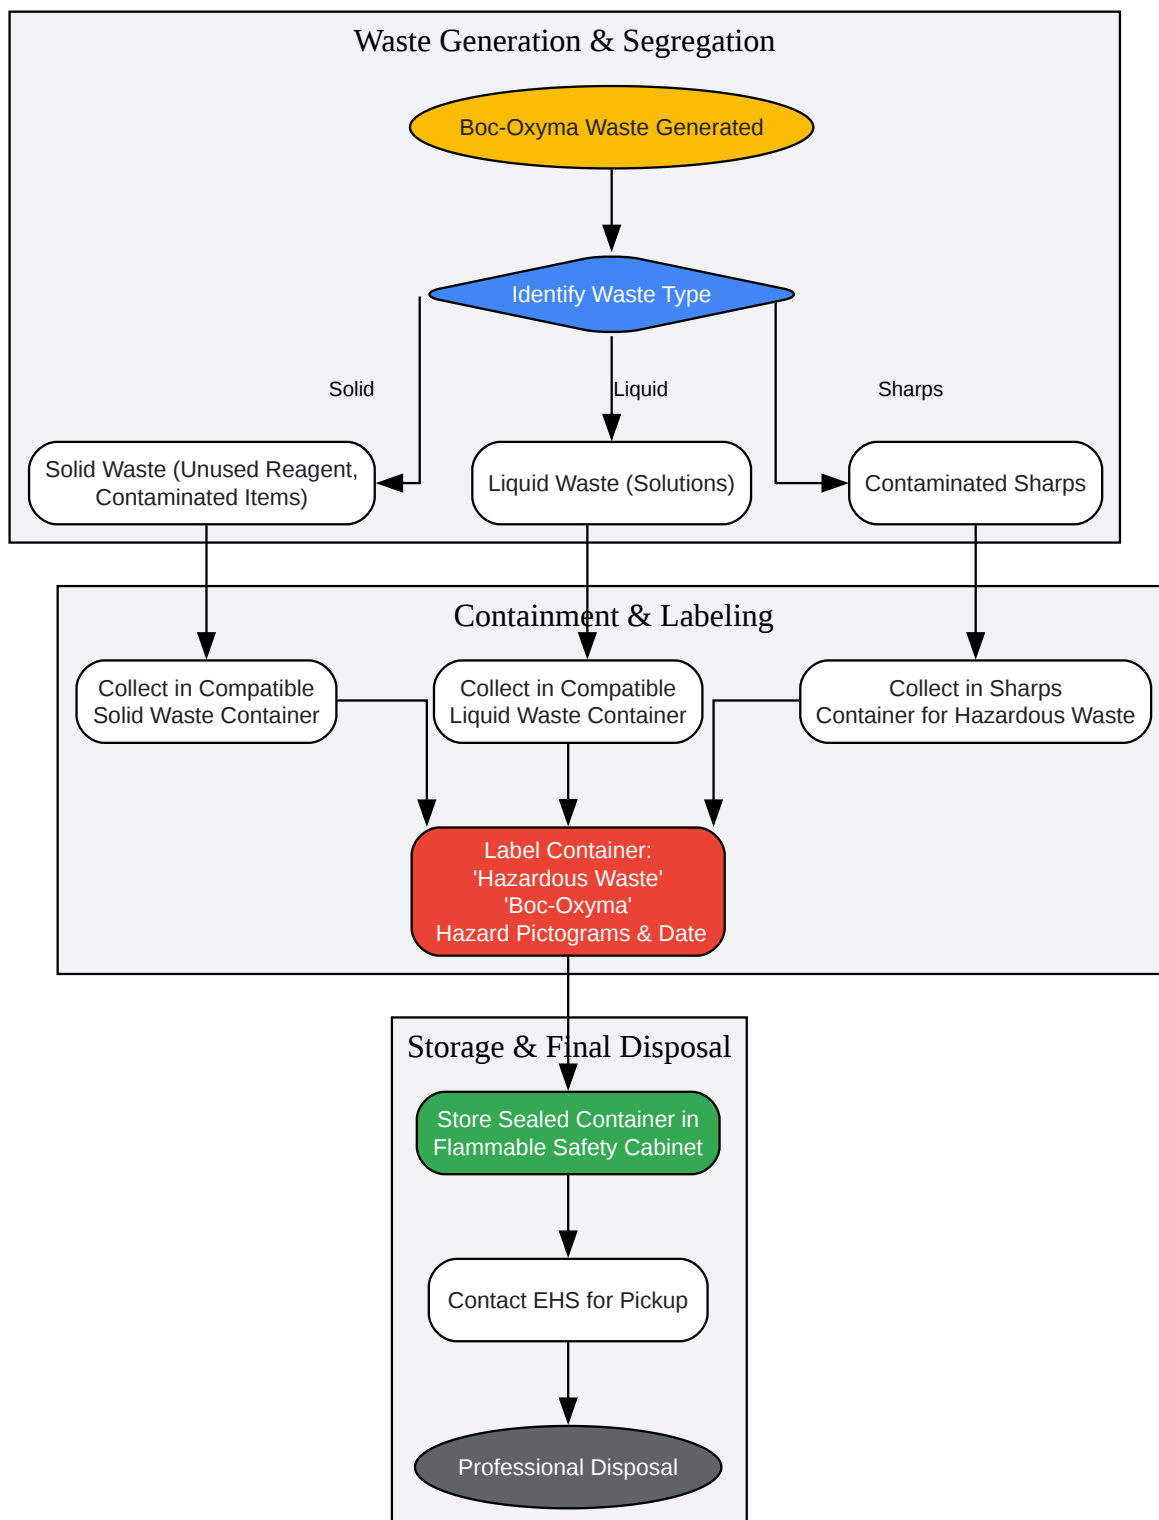 Waste Generation & Segregation
Boc-Oxyma Waste Generated
Identify Waste Type
Solid
Liquid
Sharps
Solid Waste (Unused Reagent,
Contaminated Items)
Liquid Waste (Solutions)
Contaminated Sharps
Containment & Labeling
Collect in Compatible
Solid Waste Container
Collect in Compatible
Liquid Waste Container
Collect in Sharps
Container for Hazardous Waste
Label Container:
'Hazardous Waste'
'Boc-Oxyma'
Hazard Pictograms & Date
Storage & Final Disposal
Store Sealed Container in
Flammable Safety Cabinet
Contact EHS for Pickup
Professional Disposal